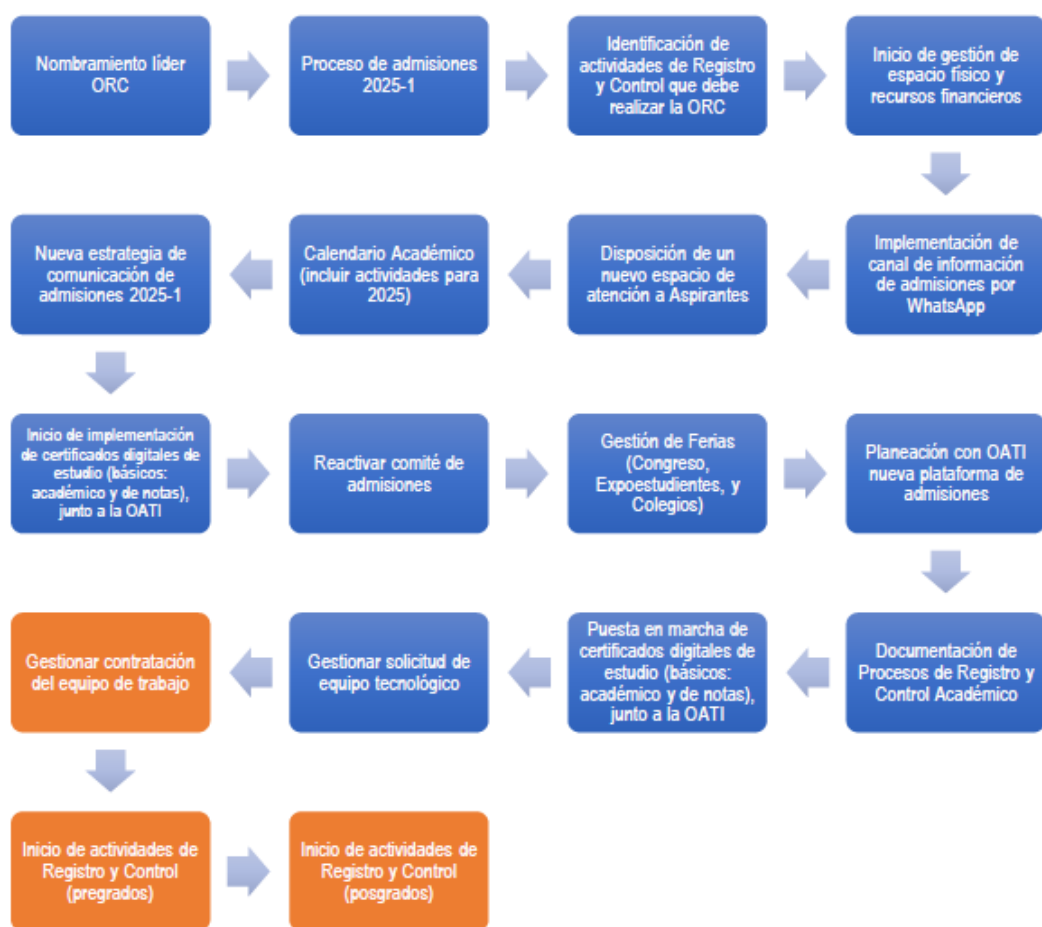 Nombramiento líder
ORC
Proceso de admisiones
2025-1
Identificación de
actividades de Registro
y Control que debe
realizar la ORC
Inicio de gestión de
espacio físico y
recursos financieros
Implementación de
canal de información
de admisiones por
WhatsApp
Disposición de un
nuevo espacio de
atención a Aspirantes
Calendario Académico
(incluir actividades para
2025)
Nueva estrategia de
comunicación de
admisiones 2025-1
Inicio de implementación
de certificados digitales de
estudio (básicos:
académico y de notas),
junto a la OATI
Reactivar comité de
admisiones
Gestión de Ferias
(Congreso,
Expoestudientes, y
Colegios)
Planeación con OATI
nueva plataforma de
admisiones
Documentación de
Procesos de Registro y
Control Académico
Puesta en marcha de
certificados digitales de
estudio (básicos:
académico y de notas),
junto a la OATI
Gestionar solicitud de
equipo tecnológico
Gestionar contratación
del equipo de trabajo
Inicio de actividades de
Registro y Control
(pregrados)
Inicio de actividades de
Registro y Control
(posgrados)